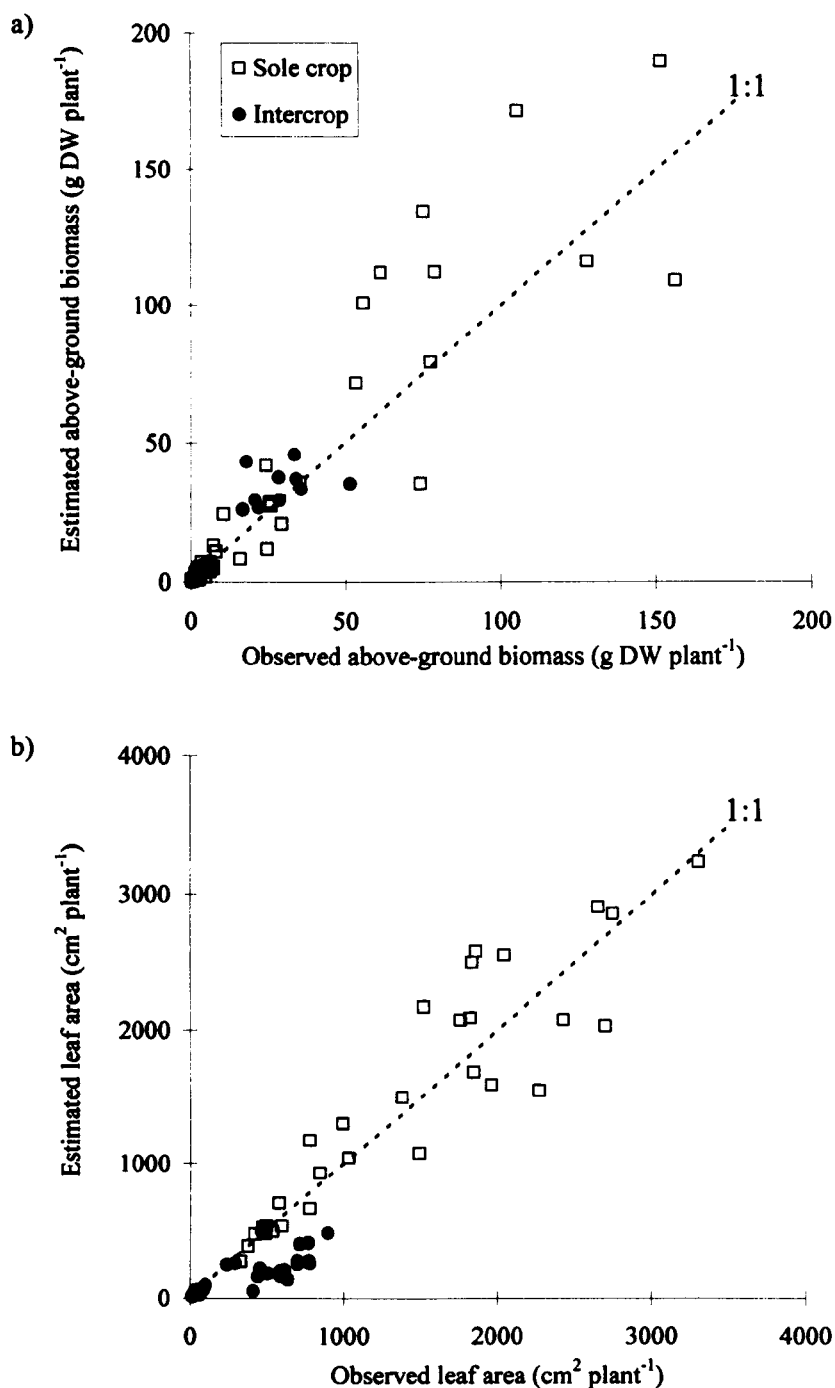 a)
200
150
100
50
0
Estimated above-ground biomass (g DW plant⁻¹)
Sole crop
Intercrop
1:1
0 50 100 150 200
Observed above-ground biomass (g DW plant⁻¹)
b)
4000
3000
2000
1000
0
Estimated leaf area (cm² plant⁻¹)
1:1
0 1000 2000 3000 4000
Observed leaf area (cm² plant⁻¹)